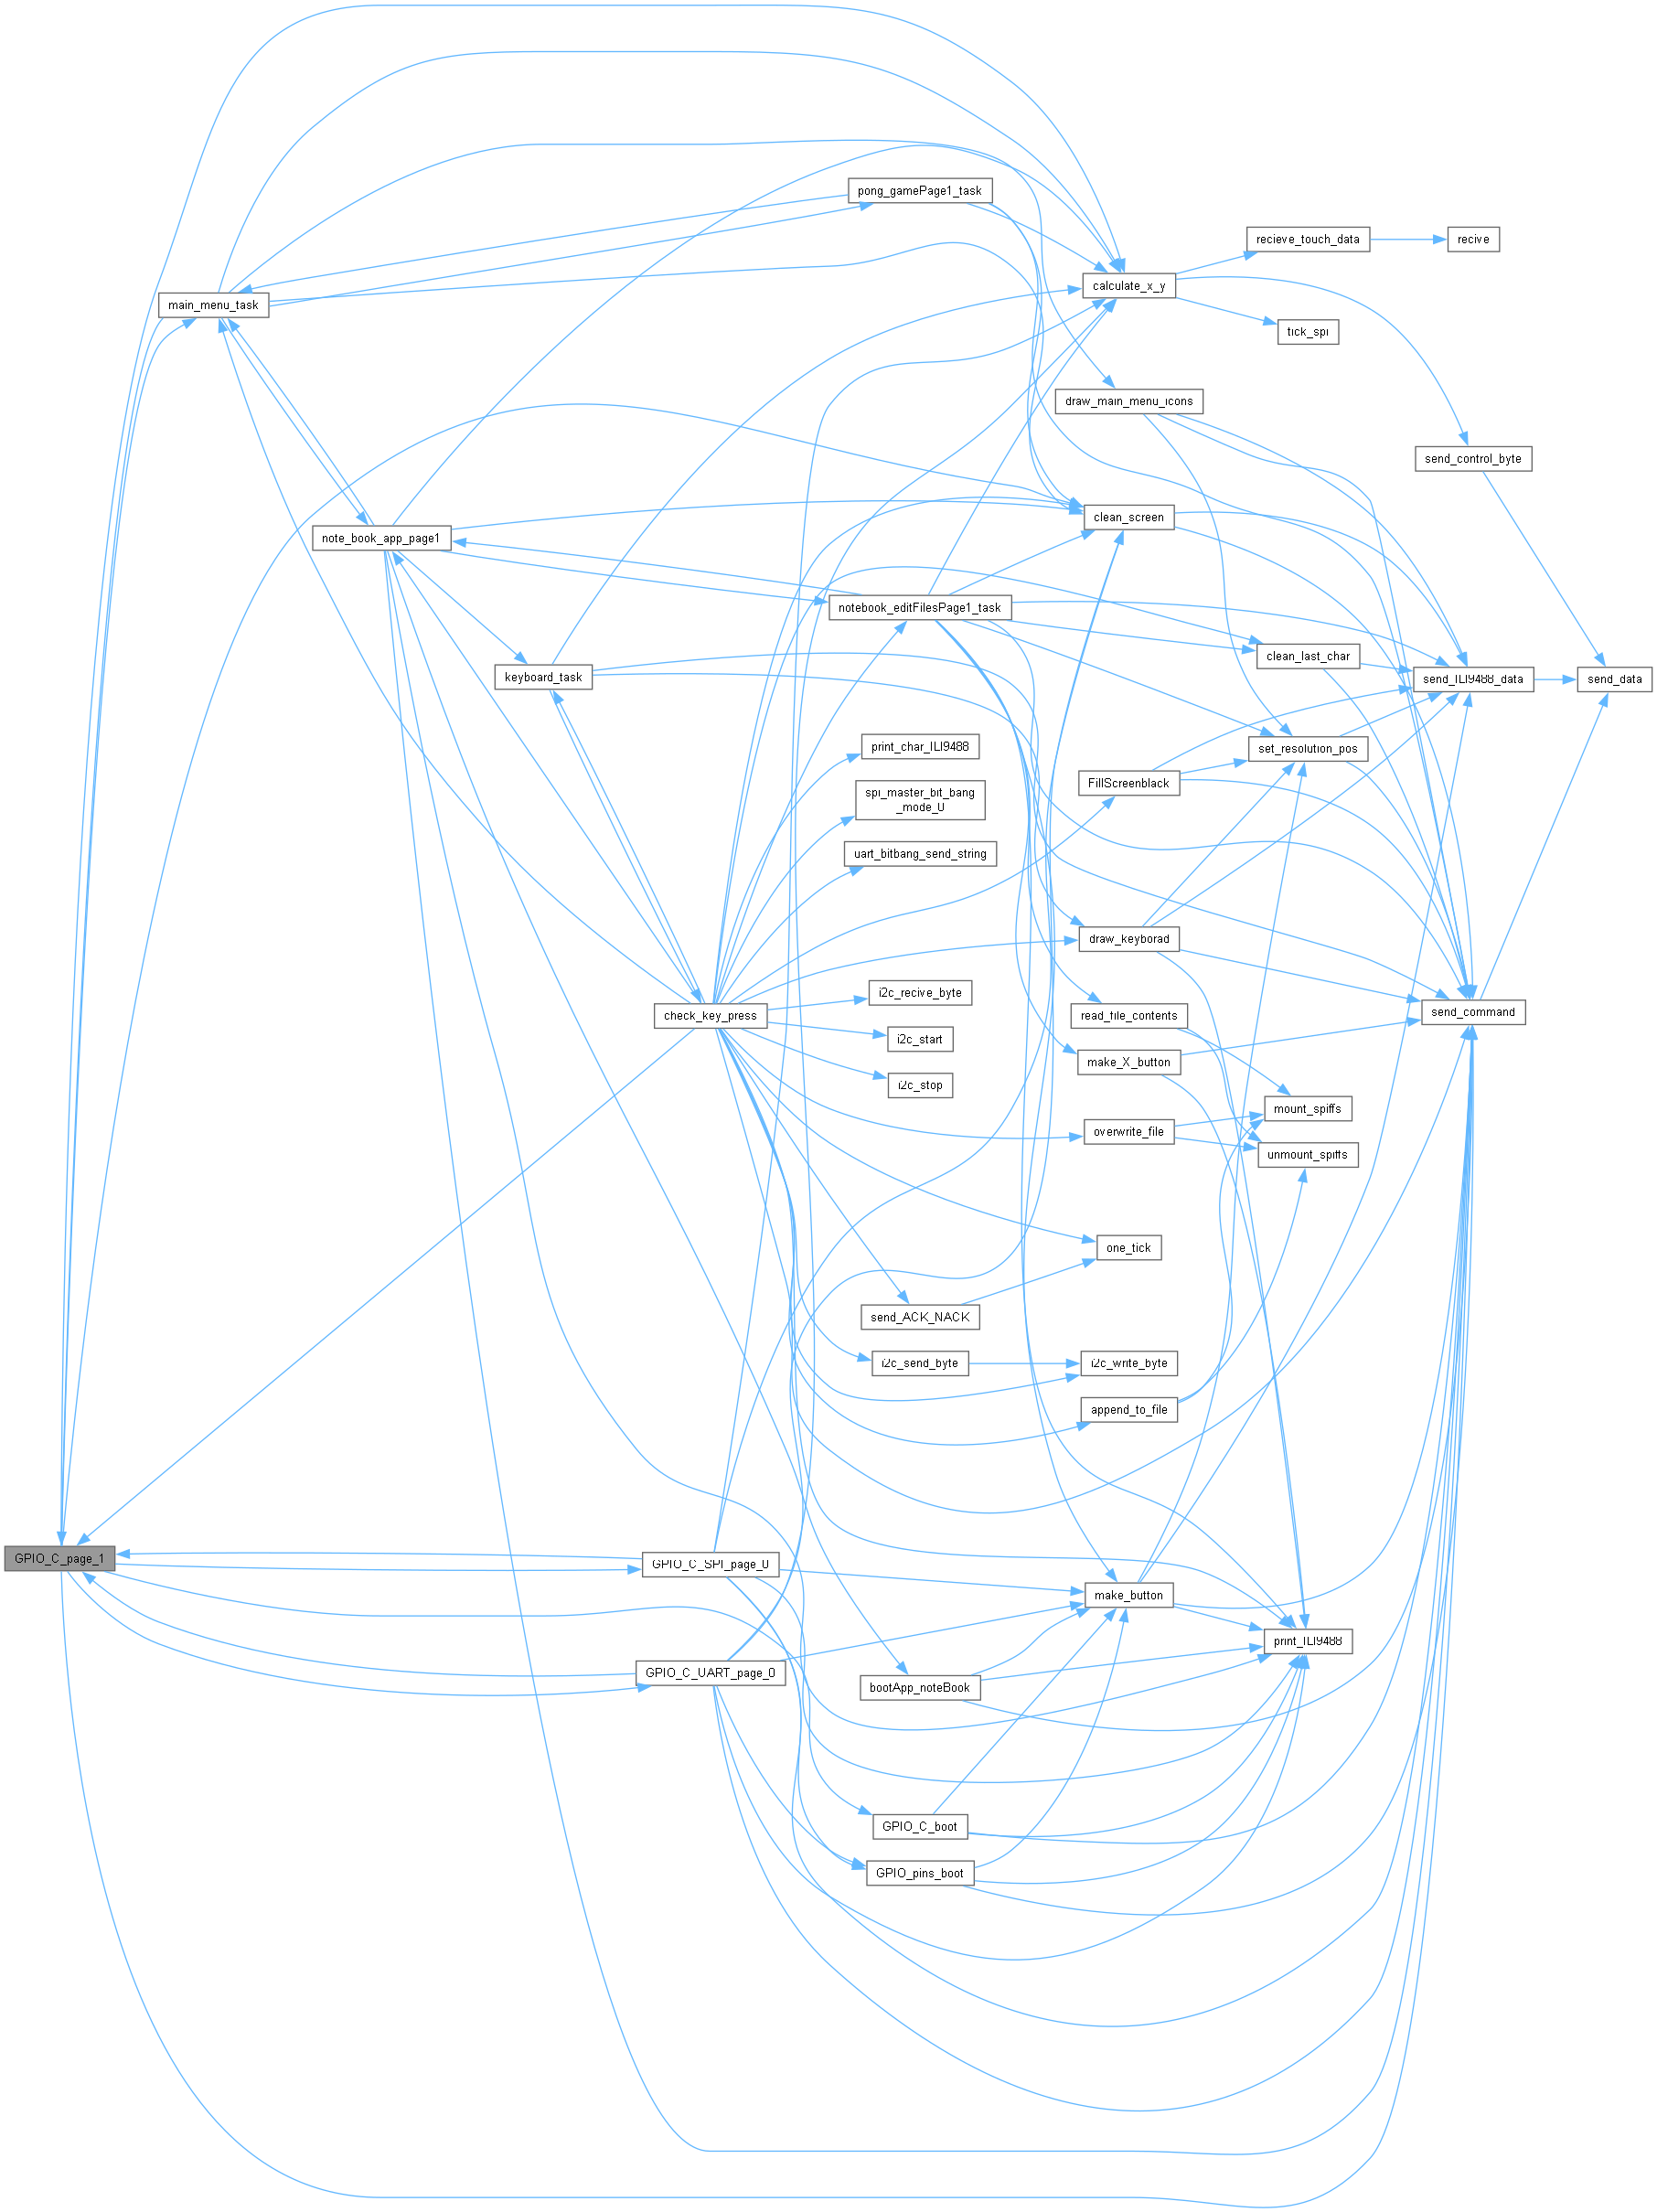 pong_gamePage1_task
recieve_touch_data
recive
calculate_x_y
main_menu_task
tick_spi
draw_main_menu_icons
send_control_byte
clean_screen
note_book_app_page1
notebook_editFilesPage1_task
clean_last_char
keyboard_task
send_ILI9488_data
send_data
print_char_ILI9488
set_resolution_pos
FillScreenblack
spi_master_bit_bang
_mode_0
uart_bitbang_send_string
draw_keyborad
i2c_recive_byte
check_key_press
read_file_contents
send_command
i2c_start
make_X_button
i2c_stop
mount_spiffs
overwrite_file
unmount_spiffs
one_tick
send_ACK_NACK
i2c_send_byte
i2c_write_byte
append_to_file
GPIO_C_page_1
GPIO_C_SPI_page_0
make_button
print_ILI9488
GPIO_C_UART_page_0
bootApp_noteBook
GPIO_C_boot
GPIO_pins_boot